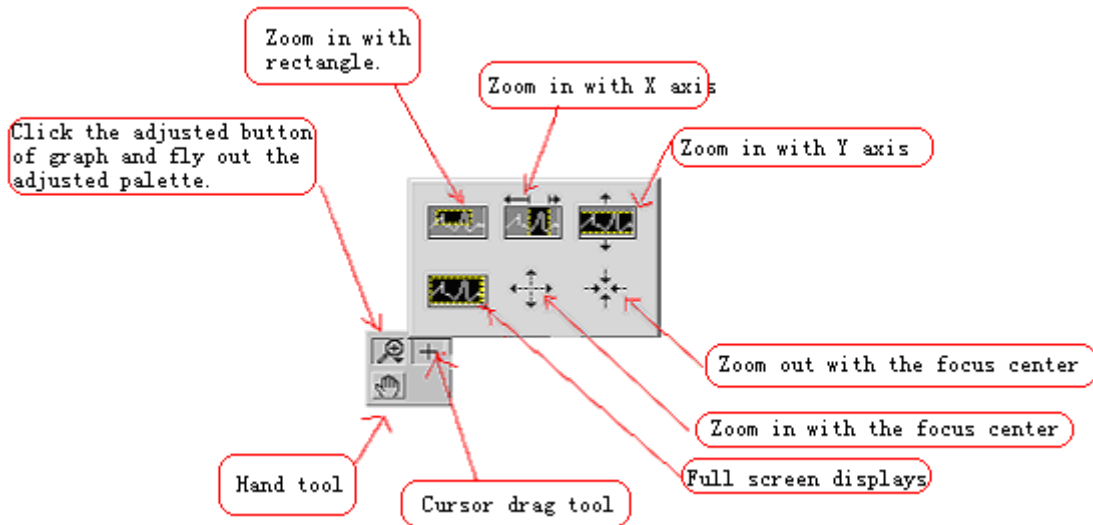 Zoom in with
rectangle.
Zoom in with X axis
Click the adjusted button
of graph and fly out the
adjusted palette.
Zoom in with Y axis
Zoom out with the focus center
Zoom in with the focus center
Full screen displays
Hand tool
Cursor drag tool